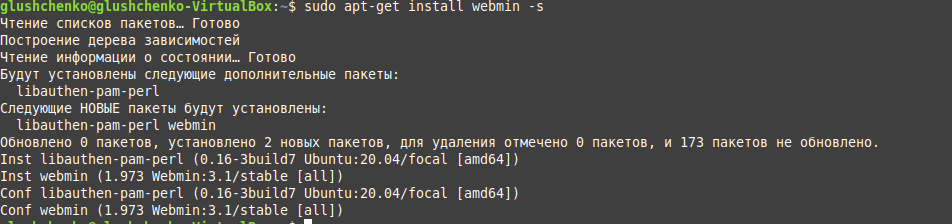 glushchenko@glushchenko-VirtualBox:~$ sudo apt-get install webmin -s
Чтение списков пакетов… Готово
Построение дерева зависимостей
Чтение информации о состоянии… Готово
Будут установлены следующие дополнительные пакеты:
  libauthen-pam-perl
Следующие НОВЫЕ пакеты будут установлены:
  libauthen-pam-perl webmin
Обновлено 0 пакетов, установлено 2 новых пакетов, для удаления отмечено 0 пакетов, и 173 пакетов не обновлено.
Inst libauthen-pam-perl (0.16-3build7 Ubuntu:20.04/focal [amd64])
Inst webmin (1.973 Webmin:3.1/stable [all])
Conf libauthen-pam-perl (0.16-3build7 Ubuntu:20.04/focal [amd64])
Conf webmin (1.973 Webmin:3.1/stable [all])